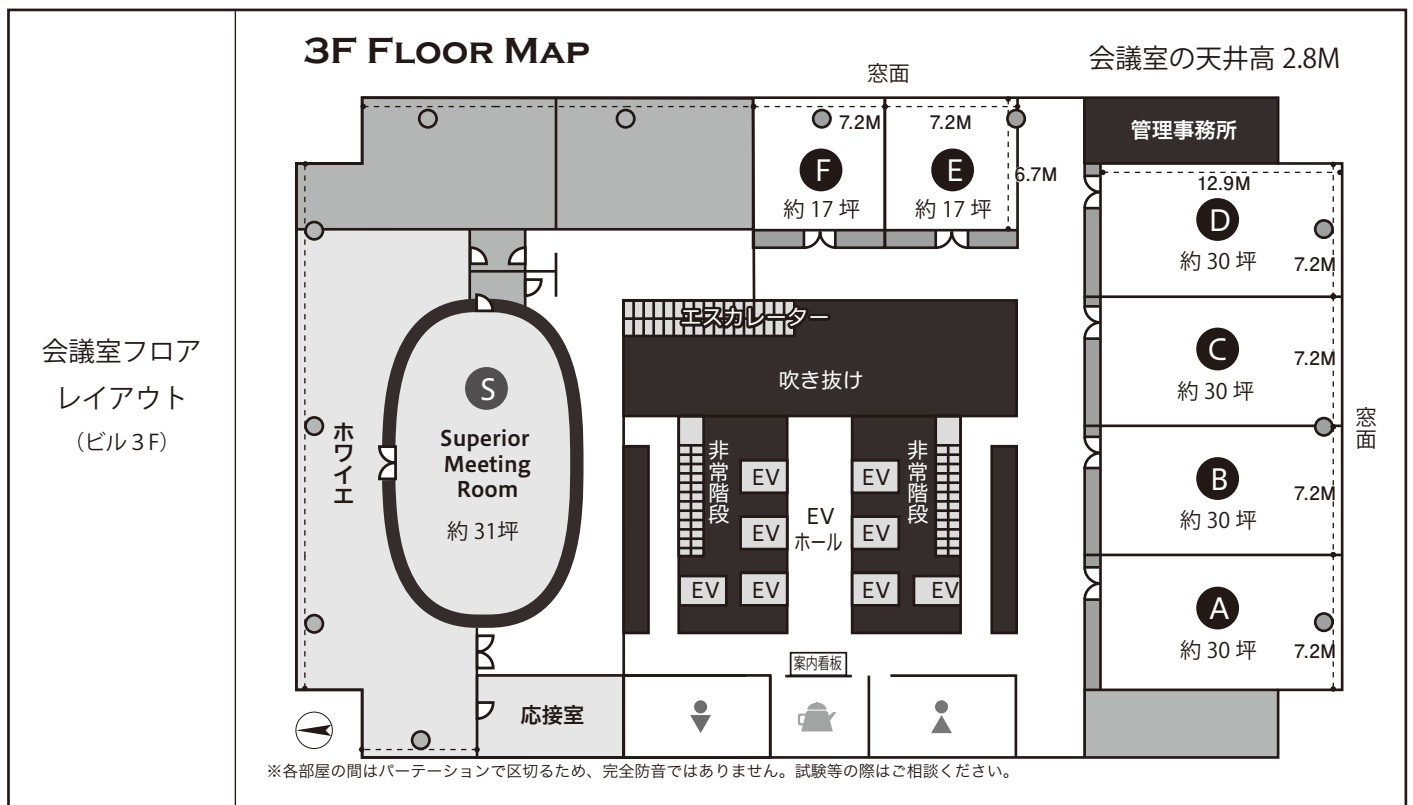 会議室フロア
レイアウト
（ビル３F）
3F FLOOR MAP
会議室の天井高 2.8M
窓面
7.2M
7.2M
管理事務所
F
E
6.7M
約 17 坪
約 17 坪
12.9M
D
約 30 坪
7.2M
エスカレーター
吹き抜け
C
7.2M
約 30 坪
窓面
S
Superior
Meeting
Room
約 31坪
ホワイエ
非常階段
非常階段
EV
EV
EV
EV
EV
EV
EV
EV
EV
ホール
B
7.2M
約 30 坪
A
約 30 坪
7.2M
案内看板
応接室
※各部屋の間はパーテーションで区切るため、完全防音ではありません。試験等の際はご相談ください。